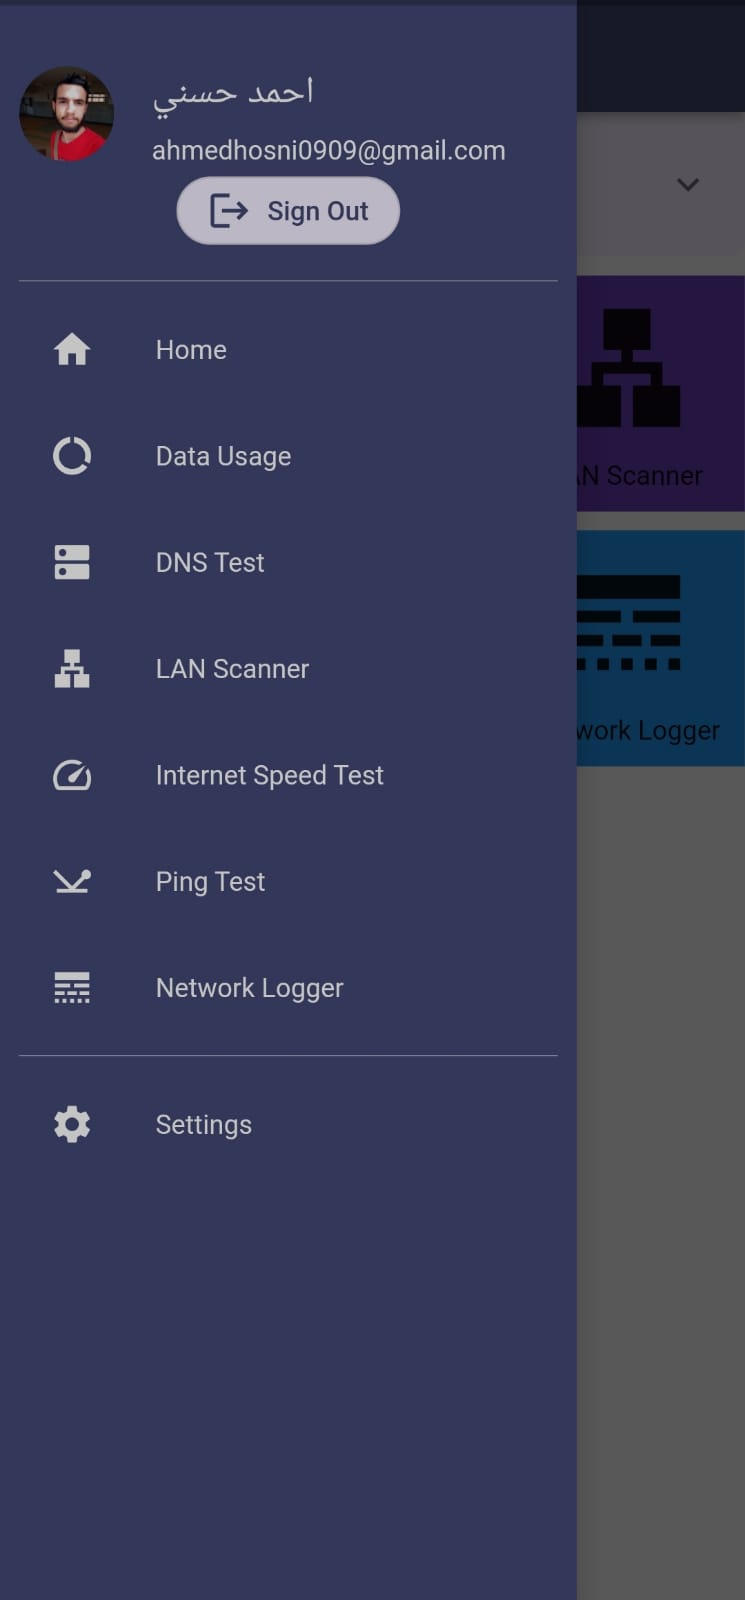 احمد حسني
ahmedhosni0909@gmail.com
Sign Out
Home
Data Usage
DNS Test
LAN Scanner
Internet Speed Test
Ping Test
Network Logger
Settings
Scanner
Logger